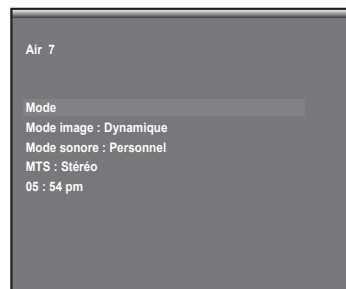 Air 7
Mode
Mode image : Dynamique
Mode sonore : Personnel
MTS : Stéréo
05 : 54 pm